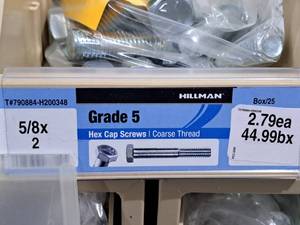 HILLMAN
T#790884-H200348
Grade 5
Box/25
5/8x
2
Hex Cap Screws | Coarse Thread
2.79ea
44.99bx